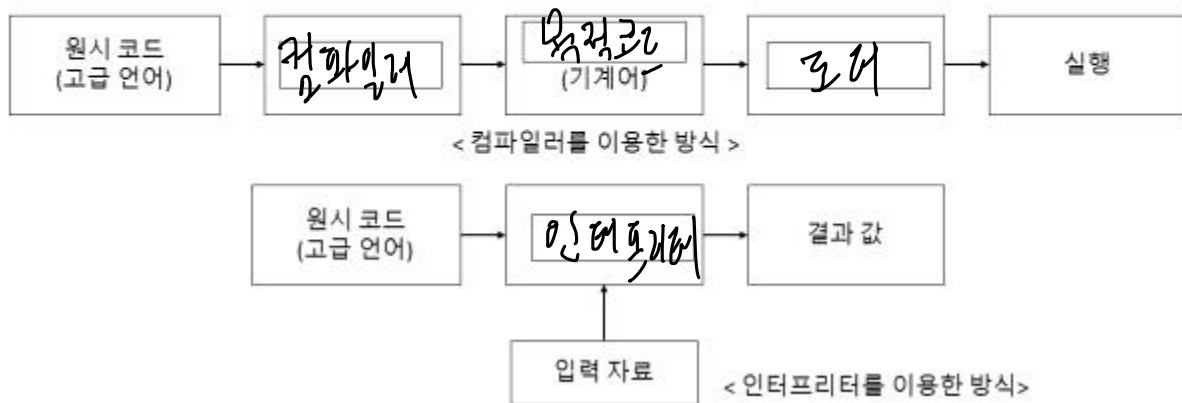 원시 코드
(고급 언어)
컴파일러
목적코드
(기계어)
로더
실행
< 컴파일러를 이용한 방식 >
원시 코드
(고급 언어)
인터프리터
결과 값
입력 자료
< 인터프리터를 이용한 방식>